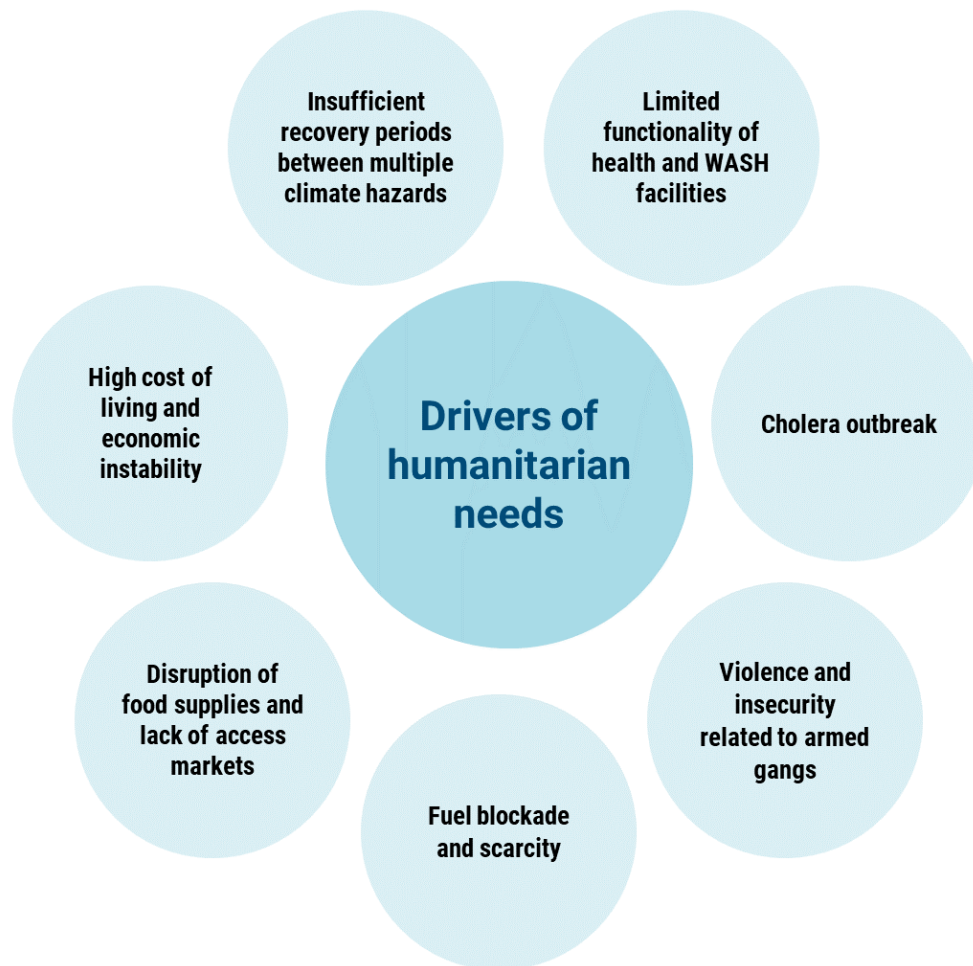 Insufficient
recovery periods
between multiple
climate hazards
Limited
functionality of
health and WASH
facilities
High cost of
living and
economic
instability
Drivers of
humanitarian
needs
Cholera outbreak
Disruption of
food supplies and
lack of access
markets
Violence and
insecurity
related to armed
gangs
Fuel blockade
and scarcity